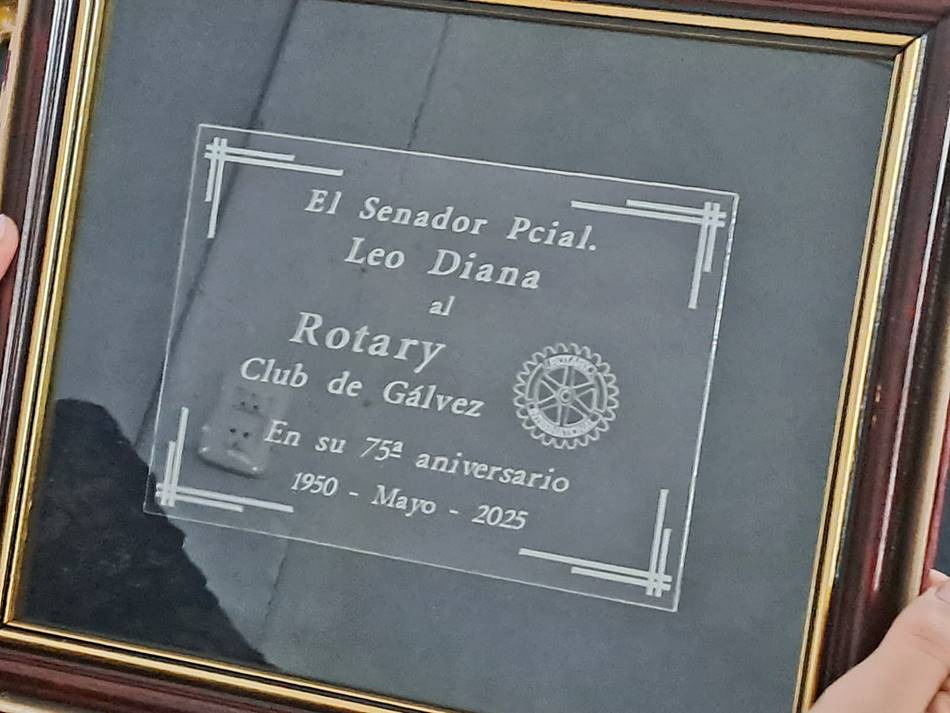 El Senador Pcial.
Leo Diana
al
Rotary
Club de Gálvez
En su 75ª aniversario
1950 - Mayo - 2025